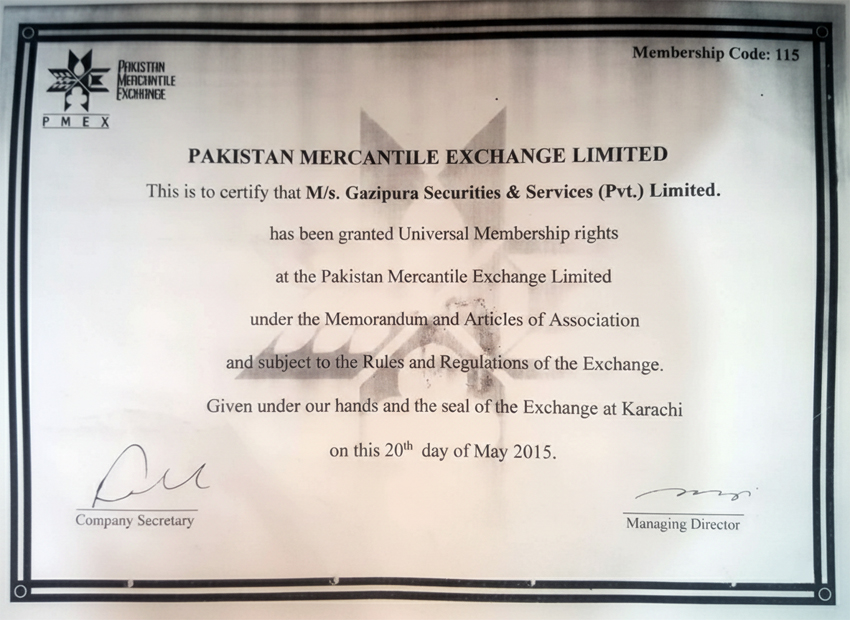 Membership Code: 115
PAKISTAN
MERCANTILE
EXCHANGE
P M E X
PAKISTAN MERCANTILE EXCHANGE LIMITED
This is to certify that M/s. Gazipura Securities & Services (Pvt.) Limited.
has been granted Universal Membership rights
at the Pakistan Mercantile Exchange Limited
under the Memorandum and Articles of Association
and subject to the Rules and Regulations of the Exchange.
Given under our hands and the seal of the Exchange at Karachi
on this 20th day of May 2015.
Company Secretary
Managing Director